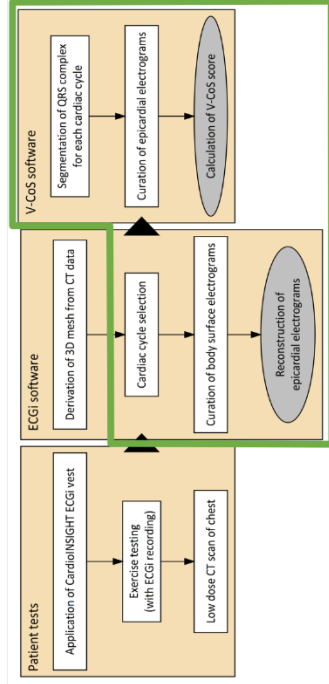 Patient tests
Application of CardioINSIGHT ECGi vest
Exercise testing
(with ECGi recording)
Low dose CT scan of chest
ECGi software
Derivation of 3D mesh from CT data
Cardiac cycle selection
Curation of body surface electrograms
Reconstruction of
epicardial electrograms
V-CoS software
Segmentation of QRS complex
for each cardiac cycle
Curation of epicardial electrograms
Calculation of V-CoS score